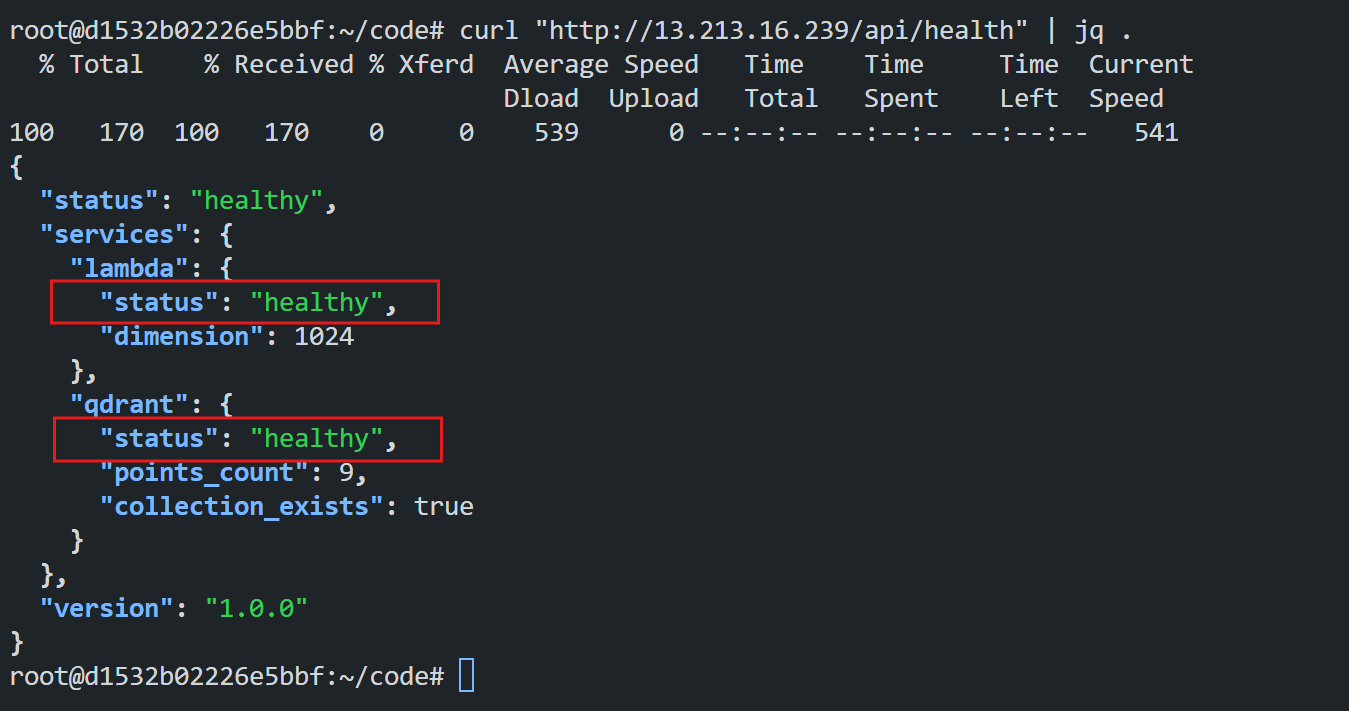 root@d1532b02226e5bbf:~/code# curl "http://13.213.16.239/api/health" | jq .
  % Total    % Received % Xferd  Average Speed   Time    Time     Time  Current
                                 Dload  Upload   Total   Spent    Left  Speed
100   170  100   170    0     0    539      0 --:--:-- --:--:-- --:--:--   541
{
  "status": "healthy",
  "services": {
    "lambda": {
      "status": "healthy",
      "dimension": 1024
    },
    "qdrant": {
      "status": "healthy",
      "points_count": 9,
      "collection_exists": true
    }
  },
  "version": "1.0.0"
}
root@d1532b02226e5bbf:~/code#